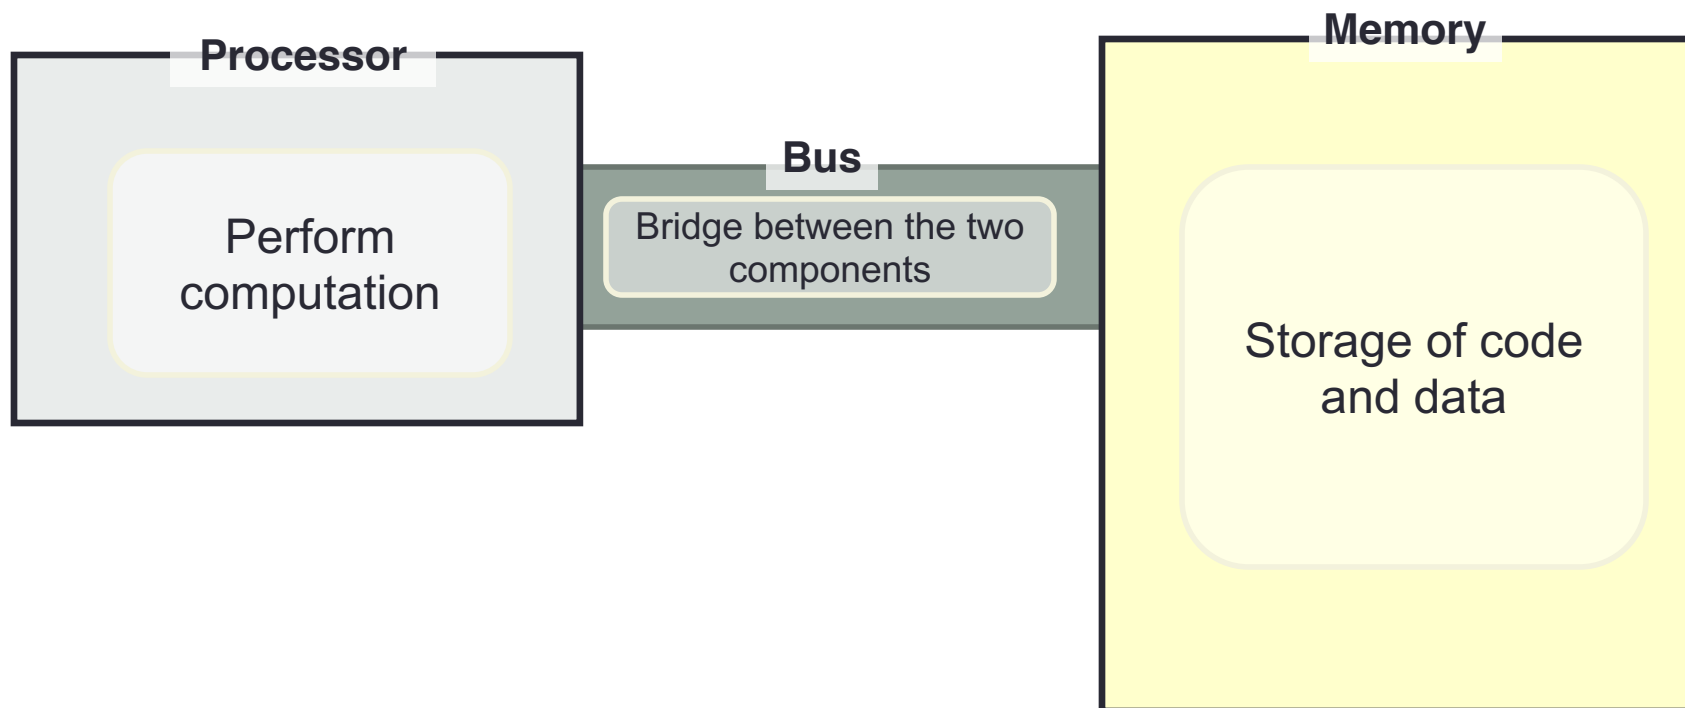 Processor
Perform
computation
Bus
Bridge between the two
components
Memory
Storage of code
and data